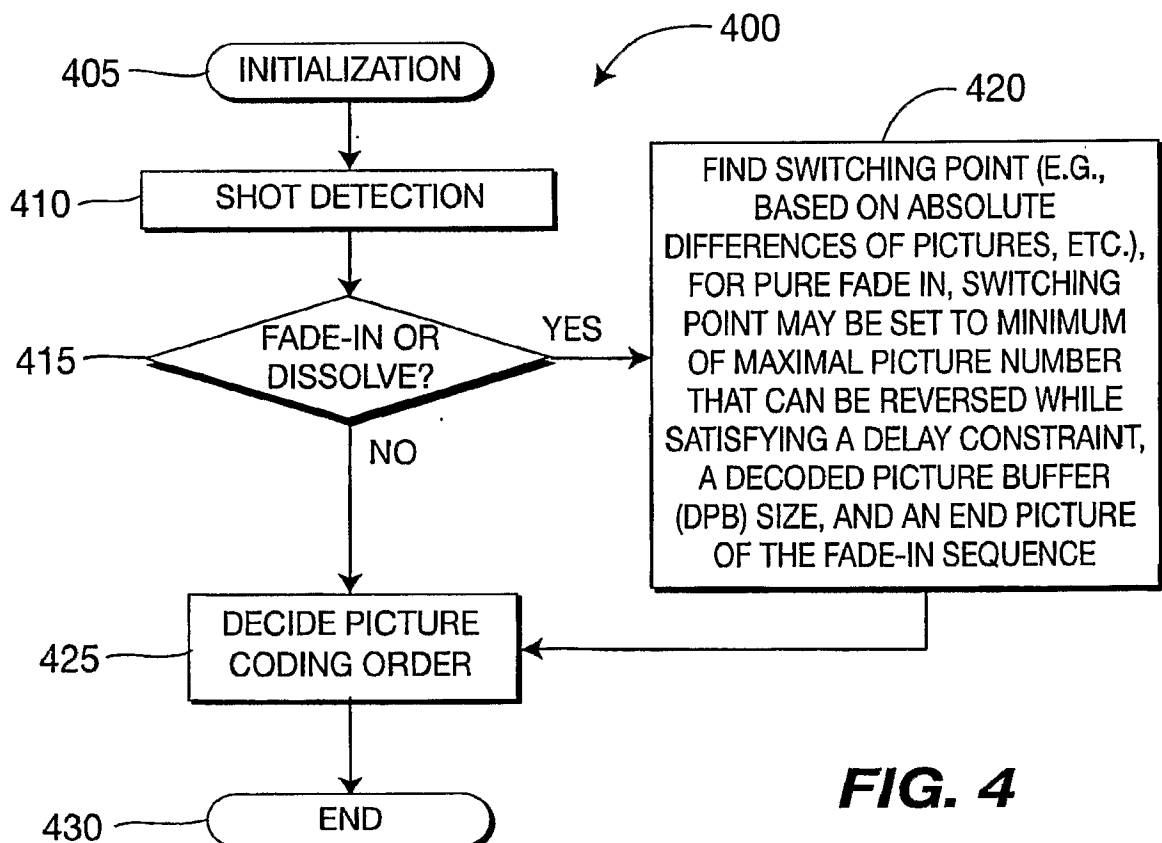 400
405
INITIALIZATION
410
SHOT DETECTION
415
FADE-IN OR
DISSOLVE?
YES
NO
420
FIND SWITCHING POINT (E.G.,
BASED ON ABSOLUTE
DIFFERENCES OF PICTURES, ETC.),
FOR PURE FADE IN, SWITCHING
POINT MAY BE SET TO MINIMUM
OF MAXIMAL PICTURE NUMBER
THAT CAN BE REVERSED WHILE
SATISFYING A DELAY CONSTRAINT,
A DECODED PICTURE BUFFER
(DPB) SIZE, AND AN END PICTURE
OF THE FADE-IN SEQUENCE
425
DECIDE PICTURE
CODING ORDER
430
END
FIG. 4